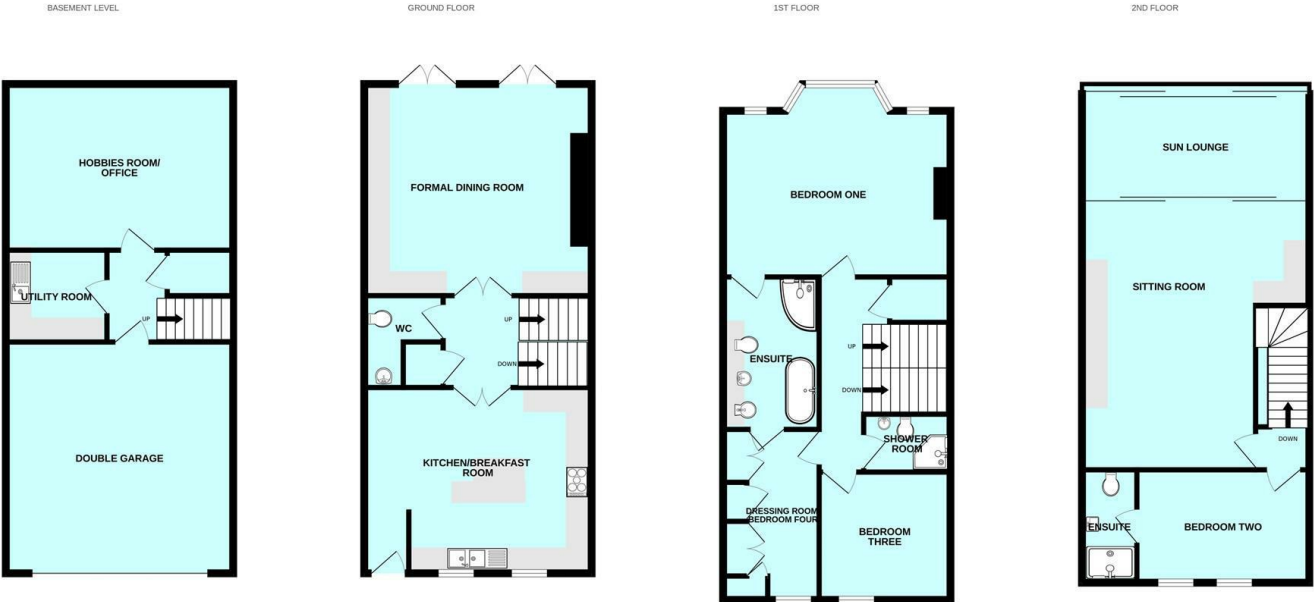 BASEMENT LEVEL
HOBBIES ROOM/
OFFICE
UTILITY ROOM
UP
DOUBLE GARAGE
GROUND FLOOR
FORMAL DINING ROOM
WC
UP
DOWN
KITCHEN/BREAKFAST
ROOM
1ST FLOOR
BEDROOM ONE
ENSUITE
UP
DOWN
SHOWER
ROOM
DRESSING ROOM
BEDROOM FOUR
BEDROOM
THREE
2ND FLOOR
SUN LOUNGE
SITTING ROOM
DOWN
ENSUITE
BEDROOM TWO